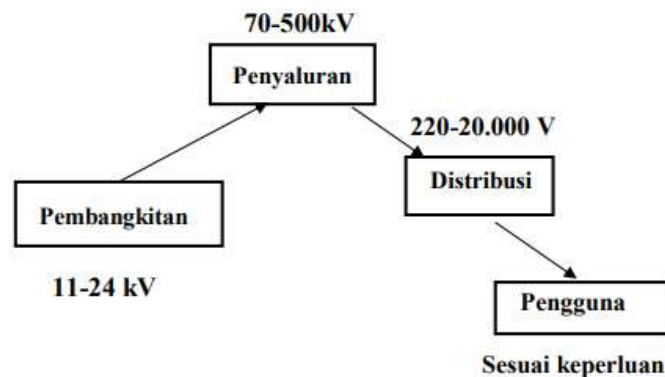 70-500kV
Penyaluran
220-20.000 V
Distribusi
Pembangkitan
11-24 kV
Pengguna
Sesuai keperluan